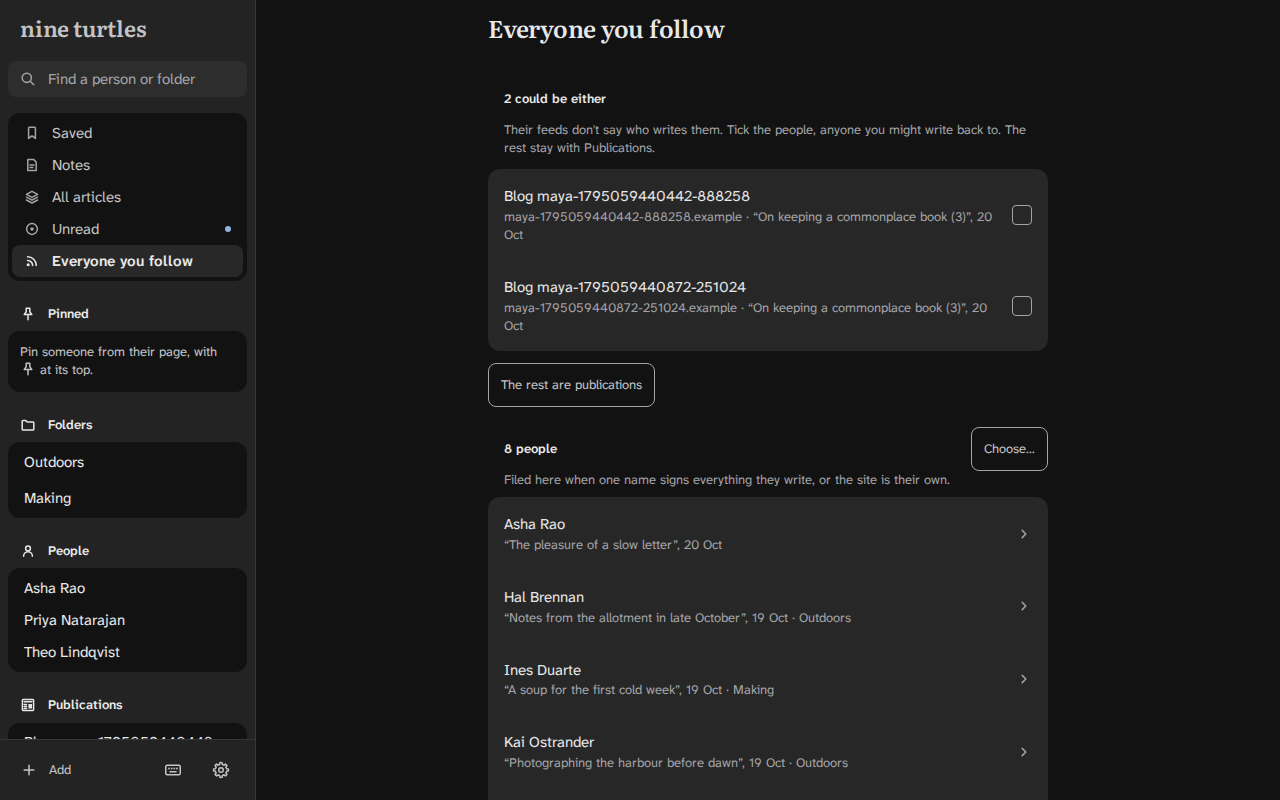 nine turtles
Find a person or folder
Saved
Notes
All articles
Unread
Everyone you follow
Pinned
Pin someone from their page, with
at its top.
Folders
Outdoors
Making
People
Asha Rao
Priya Natarajan
Theo Lindqvist
Publications
Add
Everyone you follow
2 could be either
Their feeds don't say who writes them. Tick the people, anyone you might write back to. The
rest stay with Publications.
Blog maya-1795059440442-888258
maya-1795059440442-888258.example · “On keeping a commonplace book (3)”, 20
Oct
Blog maya-1795059440872-251024
maya-1795059440872-251024.example · “On keeping a commonplace book (3)”, 20
Oct
The rest are publications
8 people
Choose…
Filed here when one name signs everything they write, or the site is their own.
Asha Rao
“The pleasure of a slow letter”, 20 Oct
Hal Brennan
“Notes from the allotment in late October”, 19 Oct · Outdoors
Ines Duarte
“A soup for the first cold week”, 19 Oct · Making
Kai Ostrander
“Photographing the harbour before dawn”, 19 Oct · Outdoors